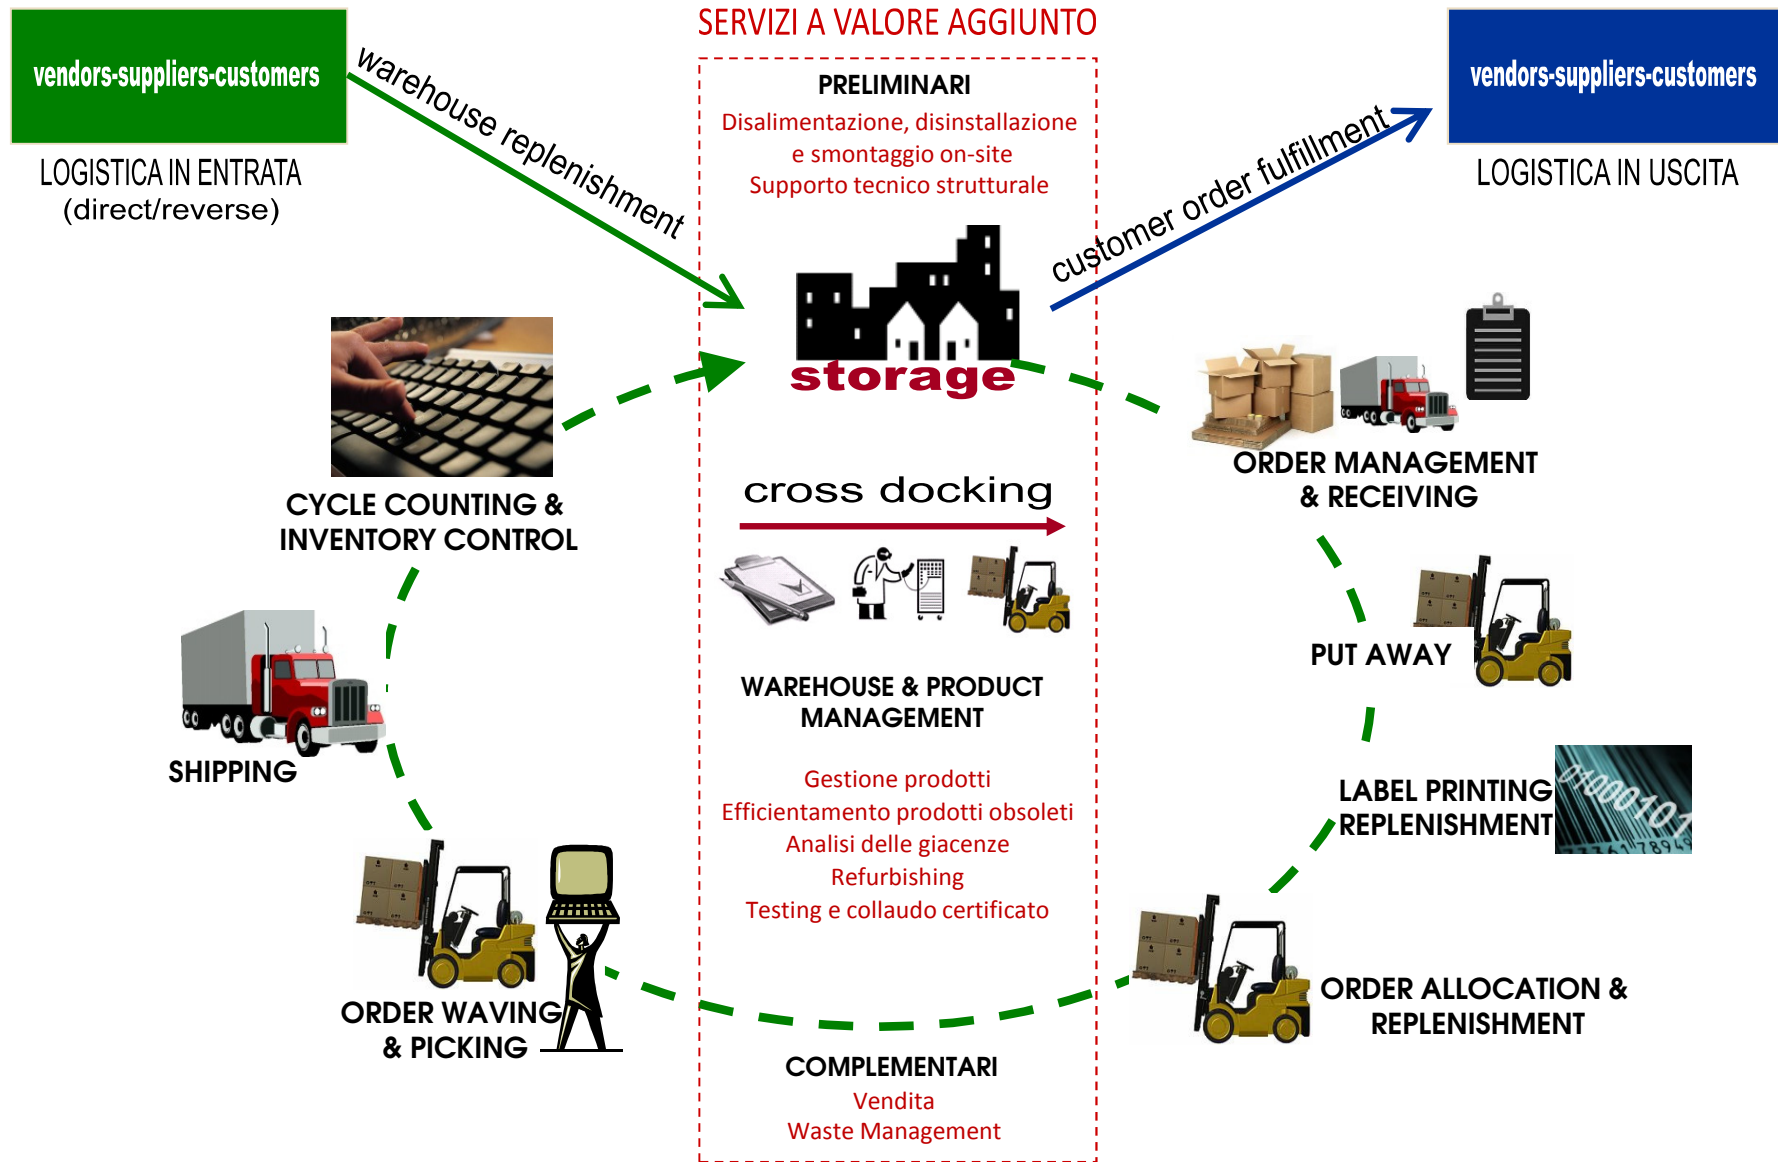 SERVIZI A VALORE AGGIUNTO
vendors-suppliers-customers
LOGISTICA IN ENTRATA
(direct/reverse)
warehouse replenishment
PRELIMINARI
Disalimentazione, disinstallazione
e smontaggio on-site
Supporto tecnico strutturale
customer order fulfillment
vendors-suppliers-customers
LOGISTICA IN USCITA
storage
CYCLE COUNTING &
INVENTORY CONTROL
cross docking
ORDER MANAGEMENT
& RECEIVING
PUT AWAY
WAREHOUSE & PRODUCT
MANAGEMENT
SHIPPING
Gestione prodotti
Efficientamento prodotti obsoleti
Analisi delle giacenze
Refurbishing
Testing e collaudo certificato
LABEL PRINTING
REPLENISHMENT
01000101
ORDER WAVING
& PICKING
ORDER ALLOCATION &
REPLENISHMENT
COMPLEMENTARI
Vendita
Waste Management